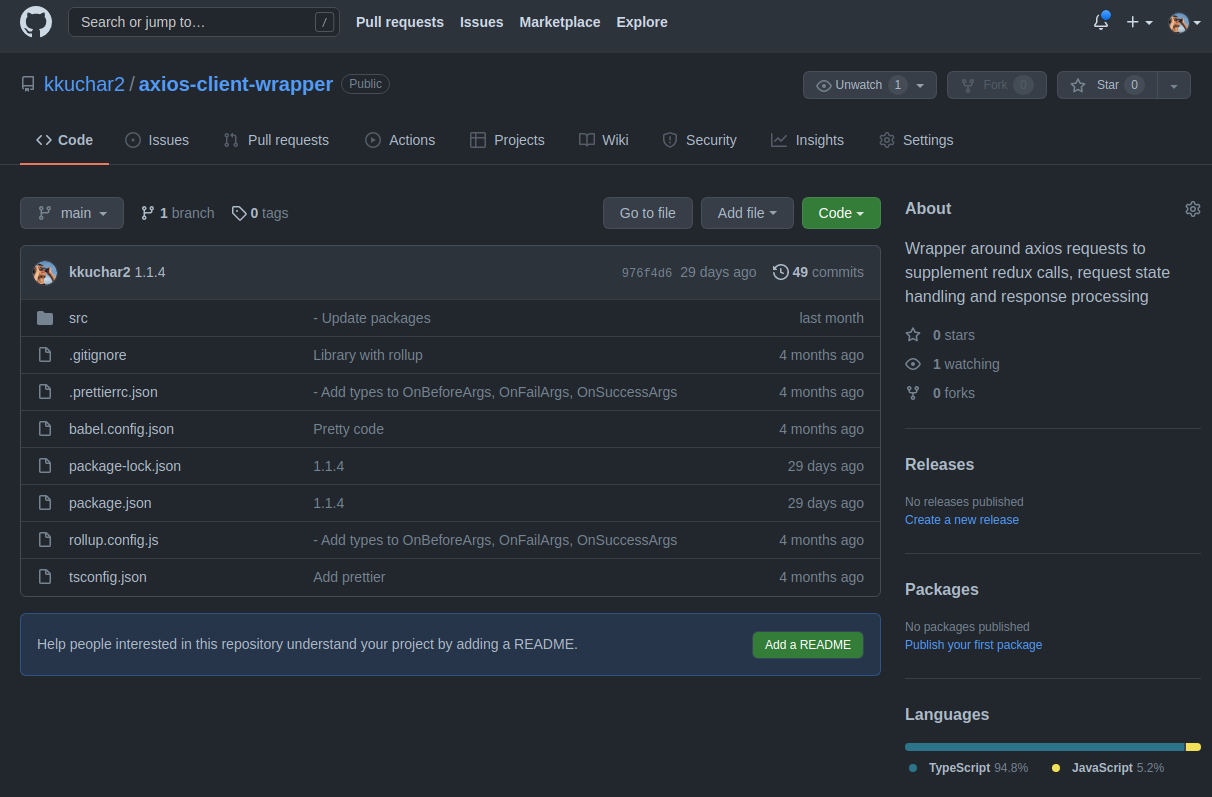 Search or jump to… /
Pull requests Issues Marketplace Explore
kkuchar2 / axios-client-wrapper Public
Unwatch 1 Fork 0 Star 0
Code Issues Pull requests Actions Projects Wiki Security Insights Settings
main 1 branch 0 tags Go to file Add file Code
kkuchar2 1.1.4 976f4d6 29 days ago 49 commits
src - Update packages last month
.gitignore Library with rollup 4 months ago
.prettierrc.json - Add types to OnBeforeArgs, OnFailArgs, OnSuccessArgs 4 months ago
babel.config.json Pretty code 4 months ago
package-lock.json 1.1.4 29 days ago
package.json 1.1.4 29 days ago
rollup.config.js - Add types to OnBeforeArgs, OnFailArgs, OnSuccessArgs 4 months ago
tsconfig.json Add prettier 4 months ago
Help people interested in this repository understand your project by adding a README. Add a README
About
Wrapper around axios requests to
supplement redux calls, request state
handling and response processing
0 stars
1 watching
0 forks
Releases
No releases published
Create a new release
Packages
No packages published
Publish your first package
Languages
TypeScript 94.8% JavaScript 5.2%